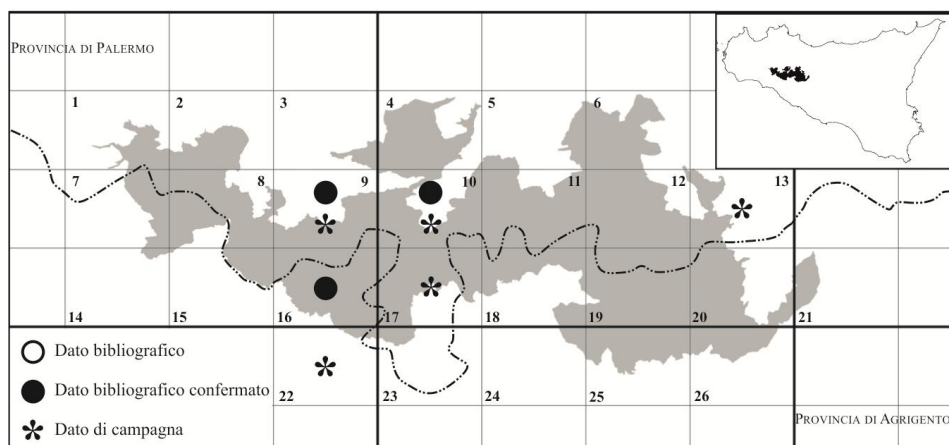 PROVINCIA DI PALERMO
1 2 3 4 5 6
7 8 9 10 11 12 13
14 15 16 17 18 19 20 21
Dato bibliografico
Dato bibliografico confermato
22 23 24 25 26
Dato di campagna
PROVINCIA DI AGRIGENTO